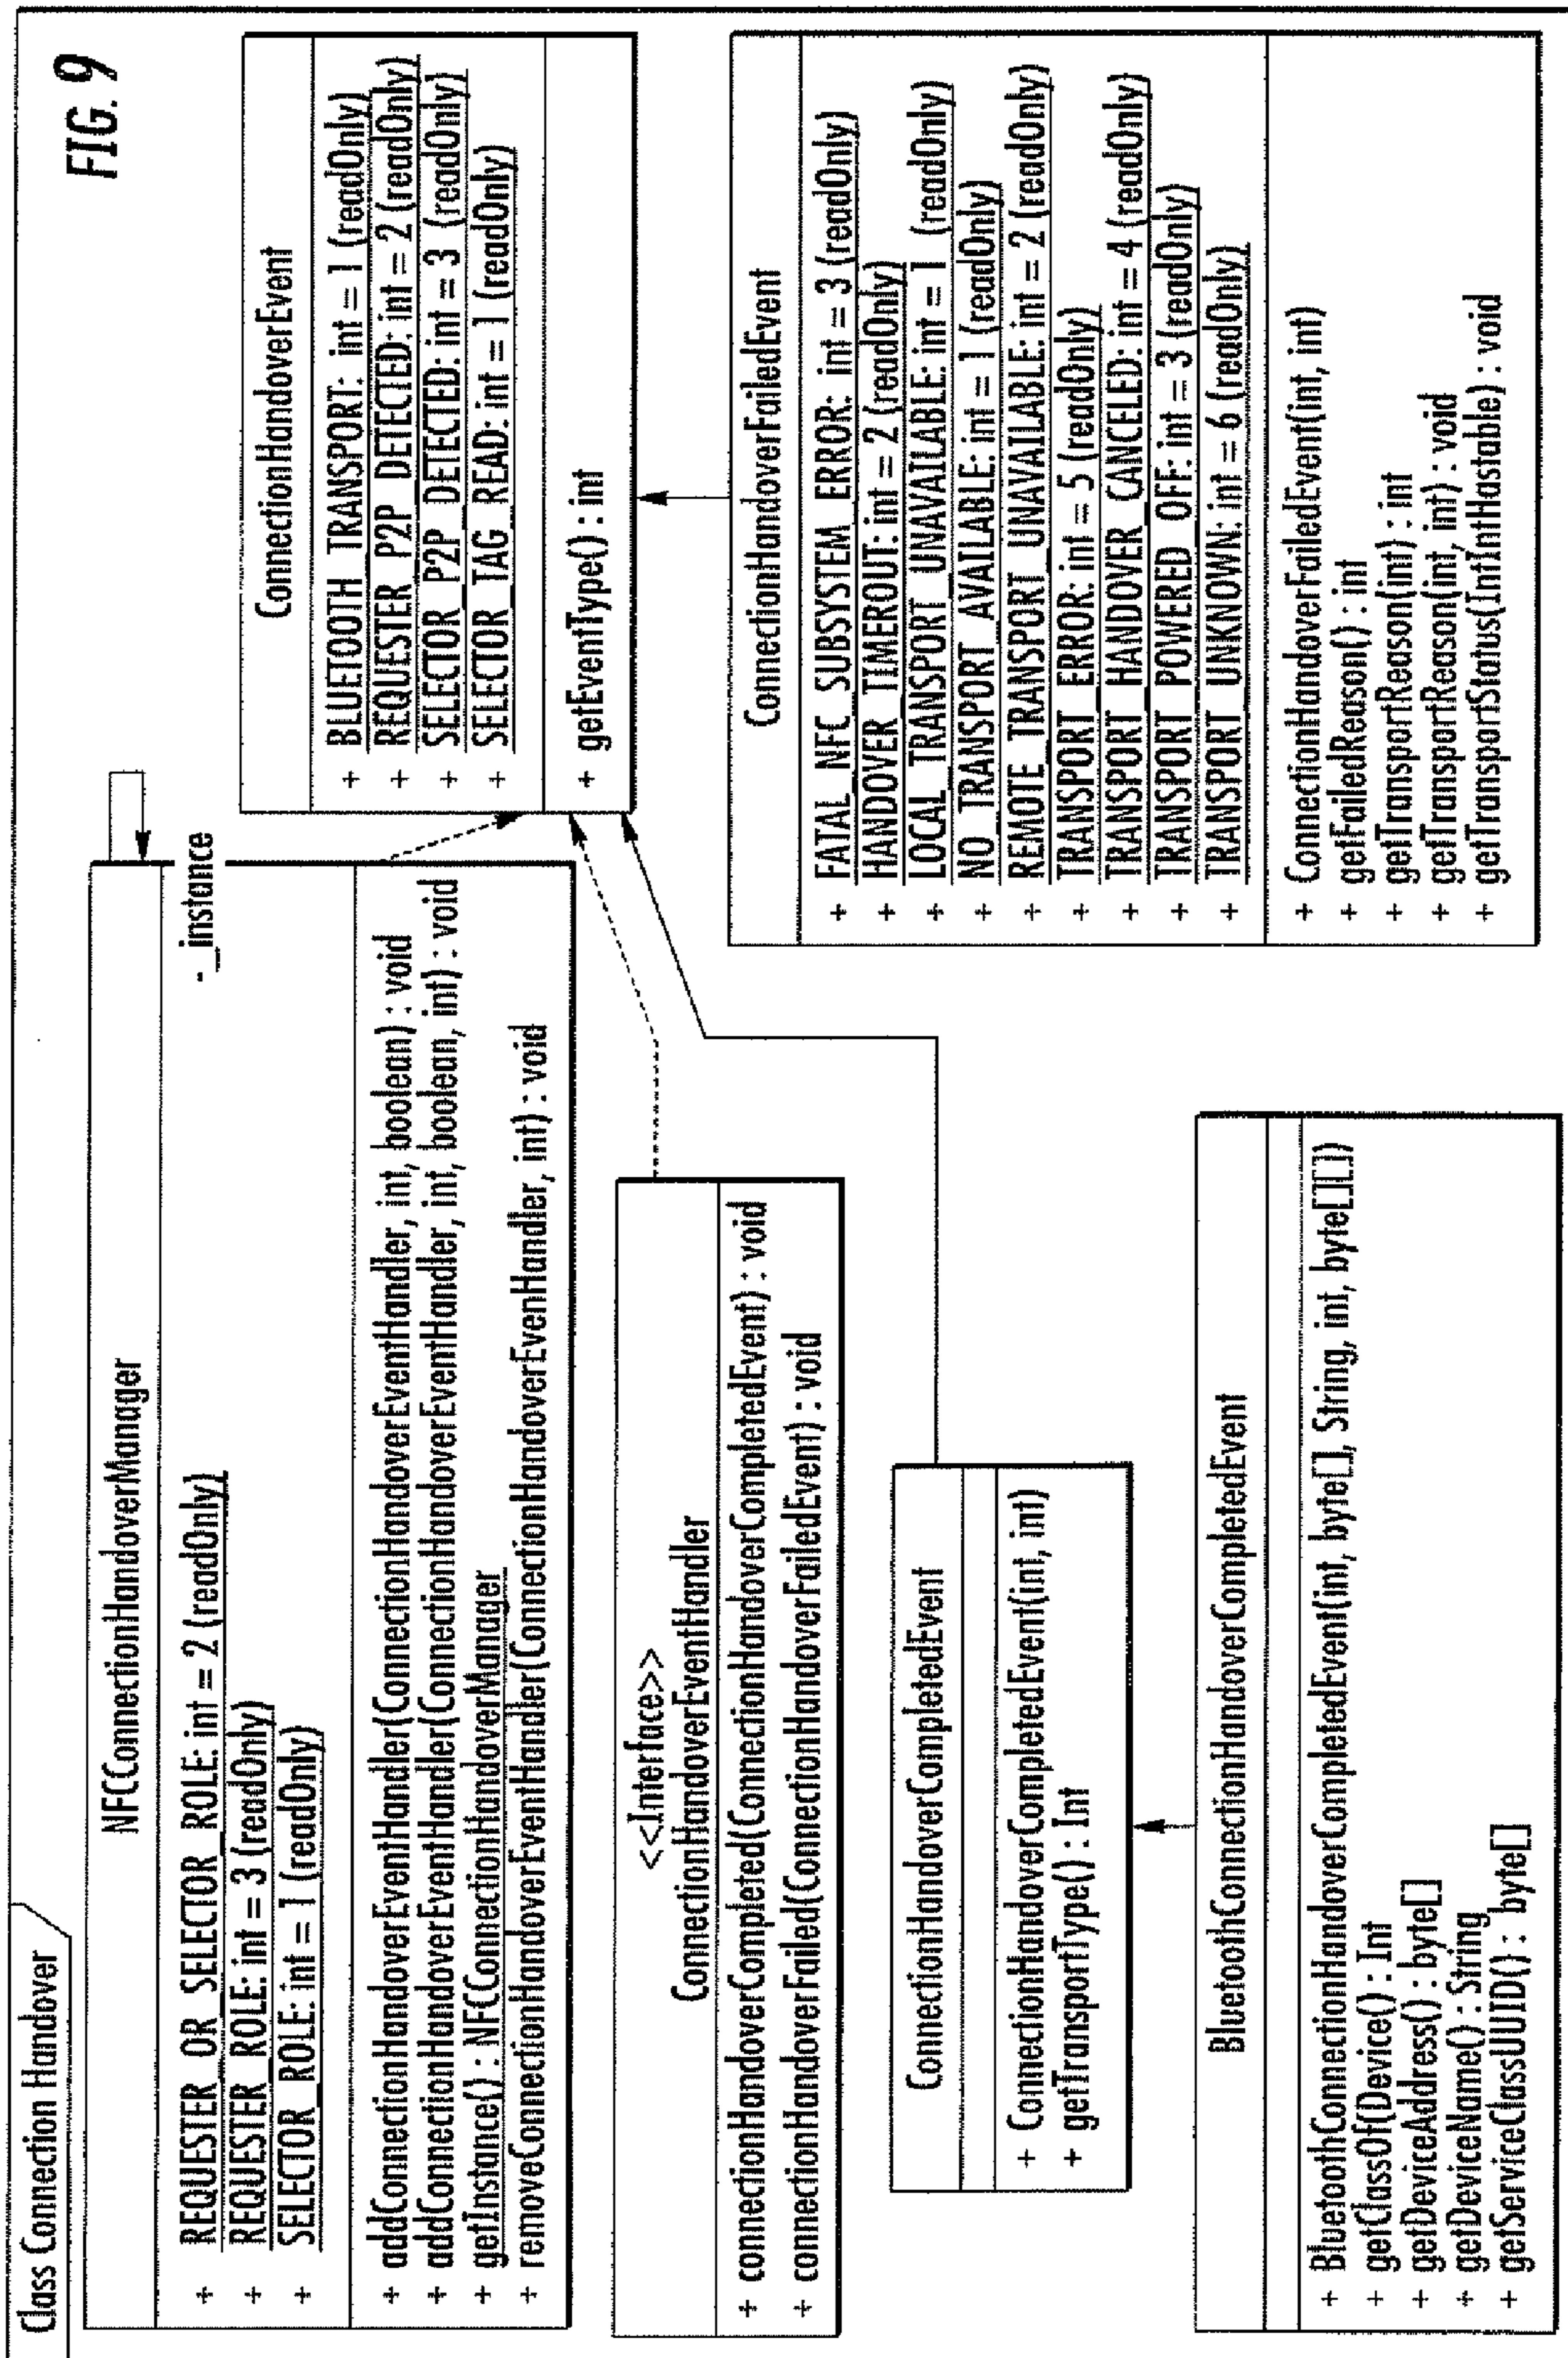 Class Connection Handover
FIG. 9
NFCConnectionHandoverManager
-_instance
+ REQUESTER_OR_SELECTOR_ROLE: int = 2 (readOnly)
+ REQUESTER_ROLE: int = 3 (readOnly)
+ SELECTOR_ROLE: int = 1 (readOnly)
+ addConnectionHandoverEventHandler(ConnectionHandoverEventHandler, int, boolean) : void
+ addConnectionHandoverEventHandler(ConnectionHandoverEventHandler, int, boolean, int) : void
+ getInstance() : NFCConnectionHandoverManager
+ removeConnectionHandoverEventHandler(ConnectionHandoverEvenHandler, int) : void
ConnectionHandoverEvent
+ BLUETOOTH_TRANSPORT: int = 1 (readOnly)
+ REQUESTER_P2P_DETECTED: int = 2 (readOnly)
+ SELECTOR_P2P_DETECTED: int = 3 (readOnly)
+ SELECTOR_TAG_READ: int = 1 (readOnly)
+ getEventType() : int
<<Interface>>
ConnectionHandoverEventHandler
+ connectionHandoverCompleted(ConnectionHandoverCompletedEvent) : void
+ connectionHandoverFailed(ConnectionHandoverFailedEvent) : void
ConnectionHandoverCompletedEvent
+ ConnectionHandoverCompletedEvent(int, int)
+ getTransportType() : Int
ConnectionHandoverFailedEvent
+ FATAL_NFC_SUBSYSTEM_ERROR: int = 3 (readOnly)
+ HANDOVER_TIMEROUT: int = 2 (readOnly)
+ LOCAL_TRANSPORT_UNAVAILABLE: int = 1 (readOnly)
+ NO_TRANSPORT_AVAILABLE: int = 1 (readOnly)
+ REMOTE_TRANSPORT_UNAVAILABLE: int = 2 (readOnly)
+ TRANSPORT_ERROR: int = 5 (readOnly)
+ TRANSPORT_HANDOVER_CANCELED: int = 4 (readOnly)
+ TRANSPORT_POWERED_OFF: int = 3 (readOnly)
+ TRANSPORT_UNKNOWN: int = 6 (readOnly)
+ ConnectionHandoverFailedEvent(int, int)
+ getFailedReason() : int
+ getTransportReason(int) : int
+ getTransportReason(int, int) : void
+ getTransportStatus(IntIntHastable) : void
BluetoothConnectionHandoverCompletedEvent
+ BluetoothConnectionHandoverCompletedEvent(int, byte[], String, int, byte[][])
+ getClassOf(Device() : Int
+ getDeviceAddress() : byte[]
+ getDeviceName() : String
+ getServiceClassUUID() : byte[]